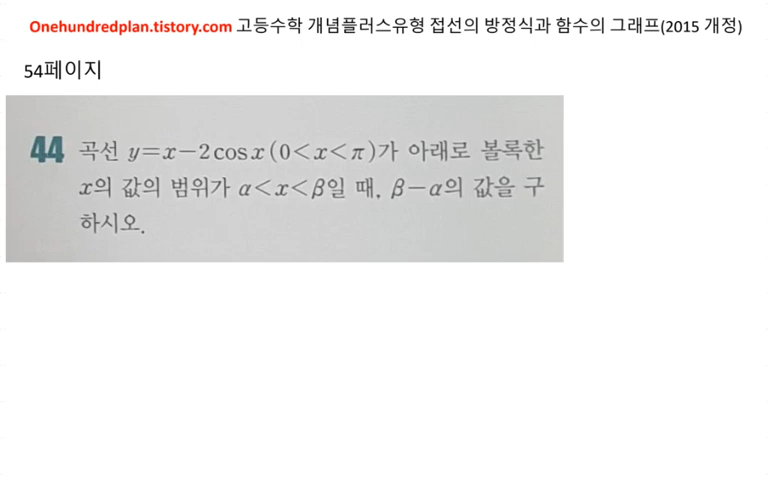 Onehundredplan.tistory.com 고등수학 개념플러스유형 접선의 방정식과 함수의 그래프(2015 개정)
54페이지
44 곡선 y=x-2cosx(0<x<π)가 아래로 볼록한
x의 값의 범위가 α<x<β일 때, β-α의 값을 구
하시오.